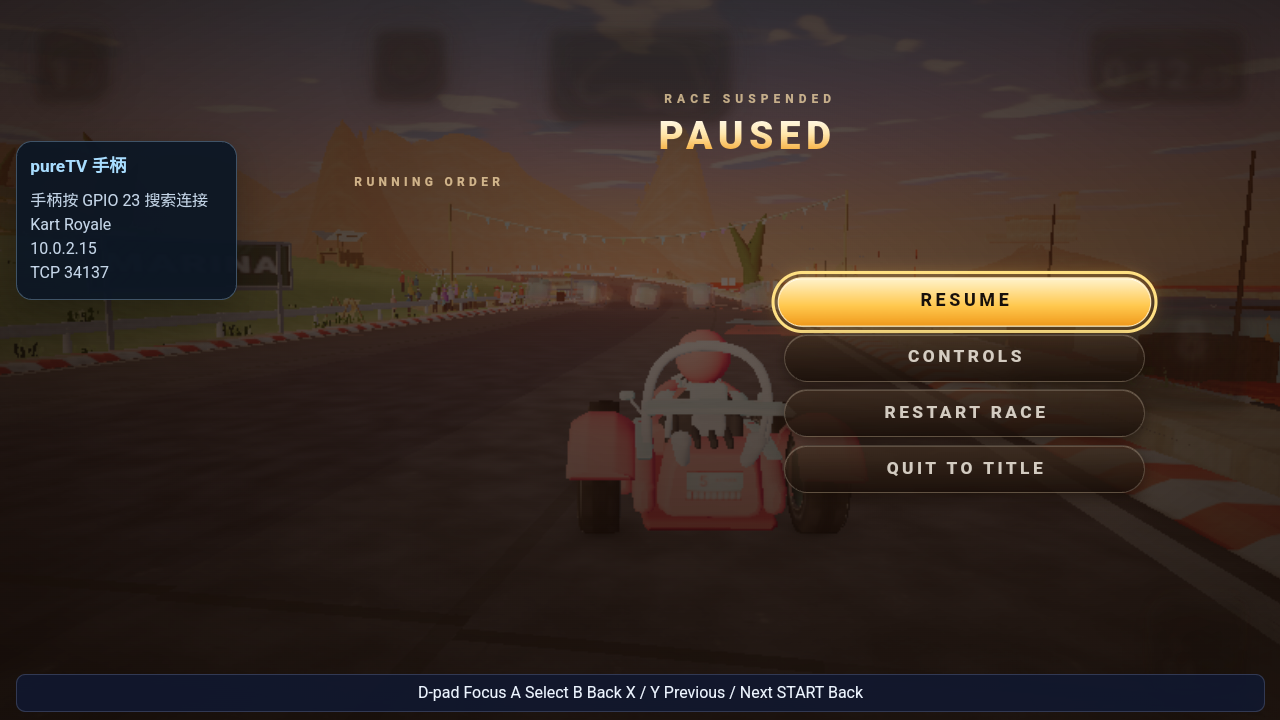 RACE SUSPENDED
PAUSED
pureTV 手柄
手柄按 GPIO 23 搜索连接
Kart Royale
10.0.2.15
TCP 34137
RUNNING ORDER
RESUME
CONTROLS
RESTART RACE
QUIT TO TITLE
D-pad Focus A Select B Back X / Y Previous / Next START Back